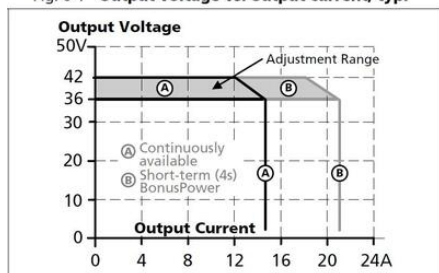 Output Voltage
50V
Adjustment Range
42
A
B
36
30
A Continuously
available
B Short-term (4s)
BonusPower
20
A
B
10
Output Current
0
0 4 8 12 16 20 24A